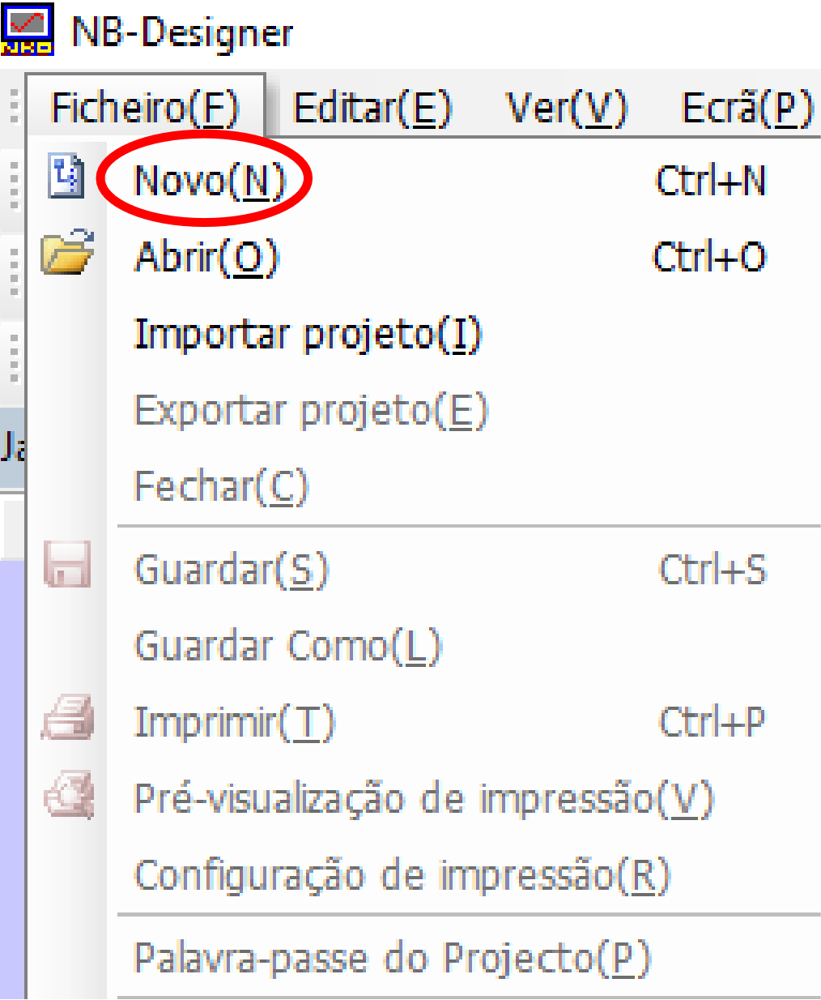 NB-Designer
Ficheiro(F) Editar(E) Ver(V) Ecrã(P)
Novo(N) Ctrl+N
Abrir(O) Ctrl+O
Importar projeto(I)
Exportar projeto(E)
Fechar(C)
Guardar(S) Ctrl+S
Guardar Como(L)
Imprimir(T) Ctrl+P
Pré-visualização de impressão(V)
Configuração de impressão(R)
Palavra-passe do Projecto(P)